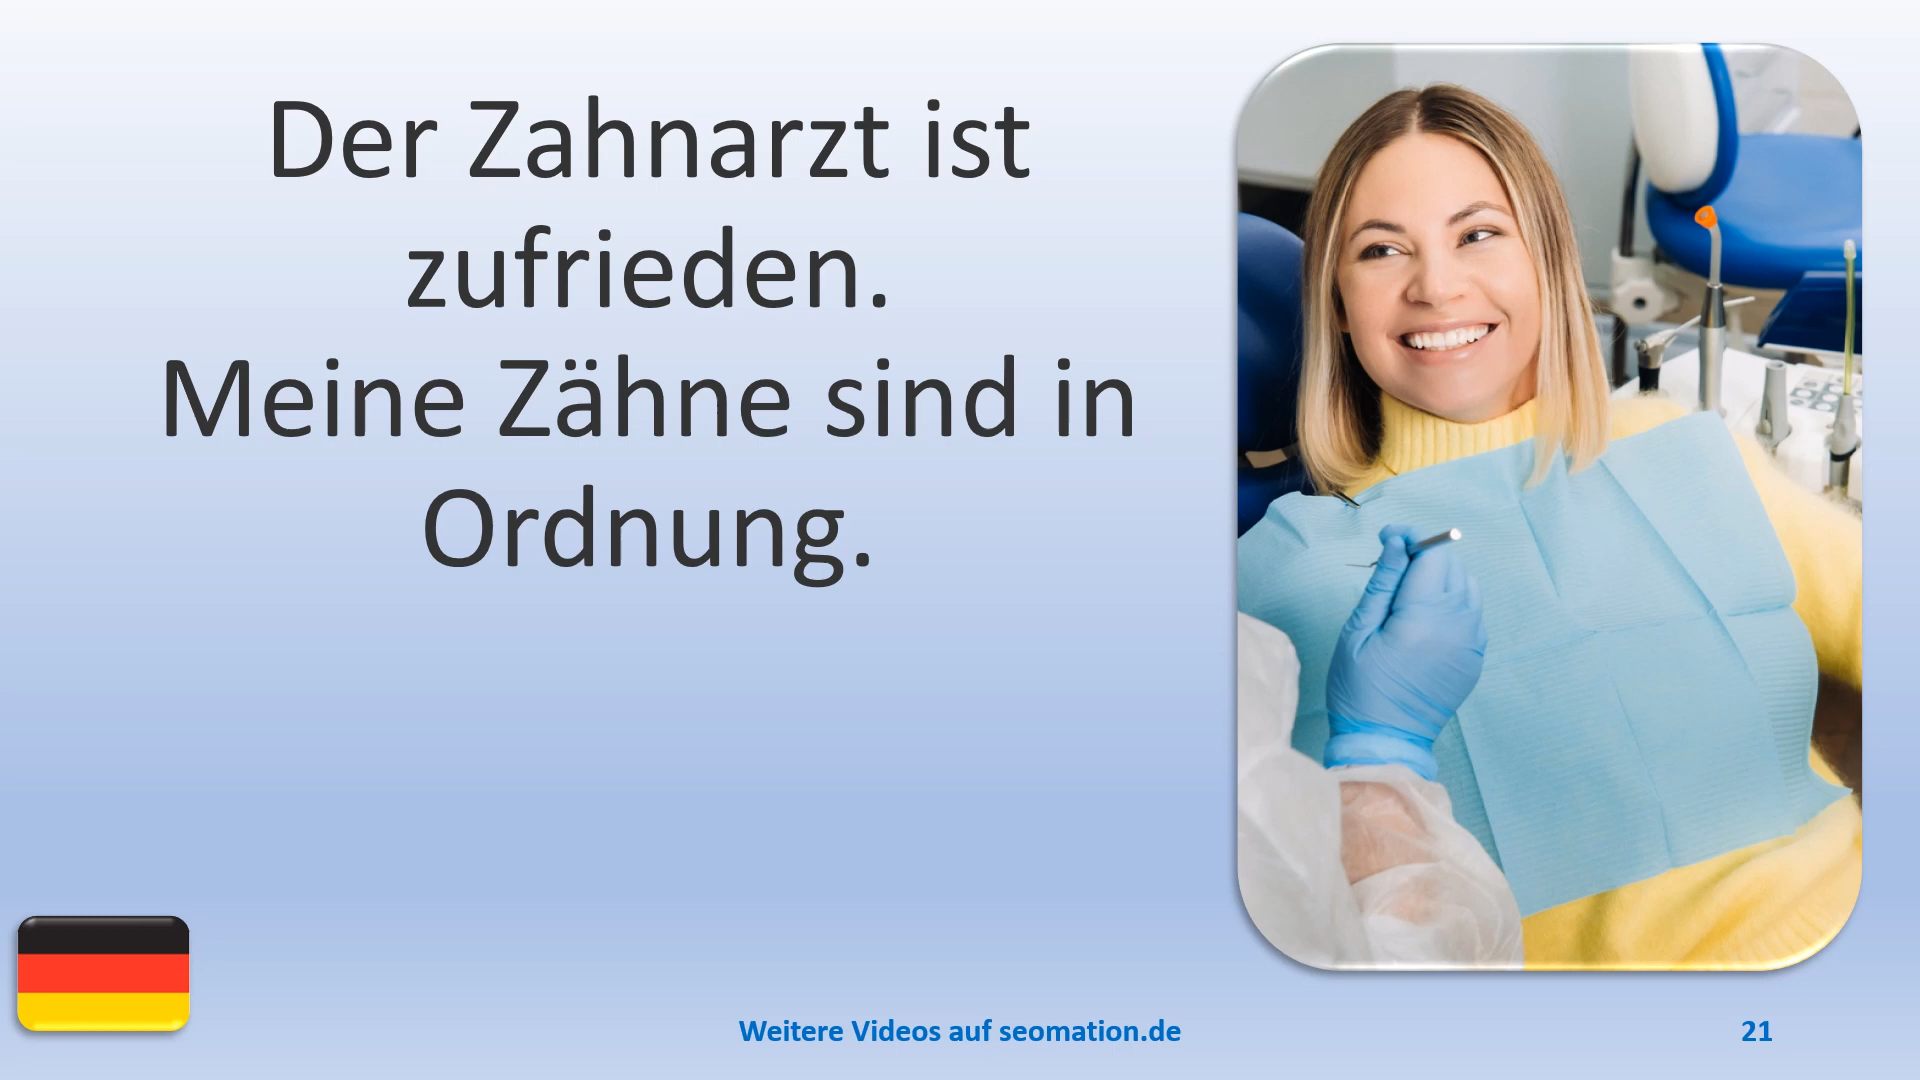 Der Zahnarzt ist
zufrieden.
Meine Zähne sind in
Ordnung.
Weitere Videos auf seomation.de
21